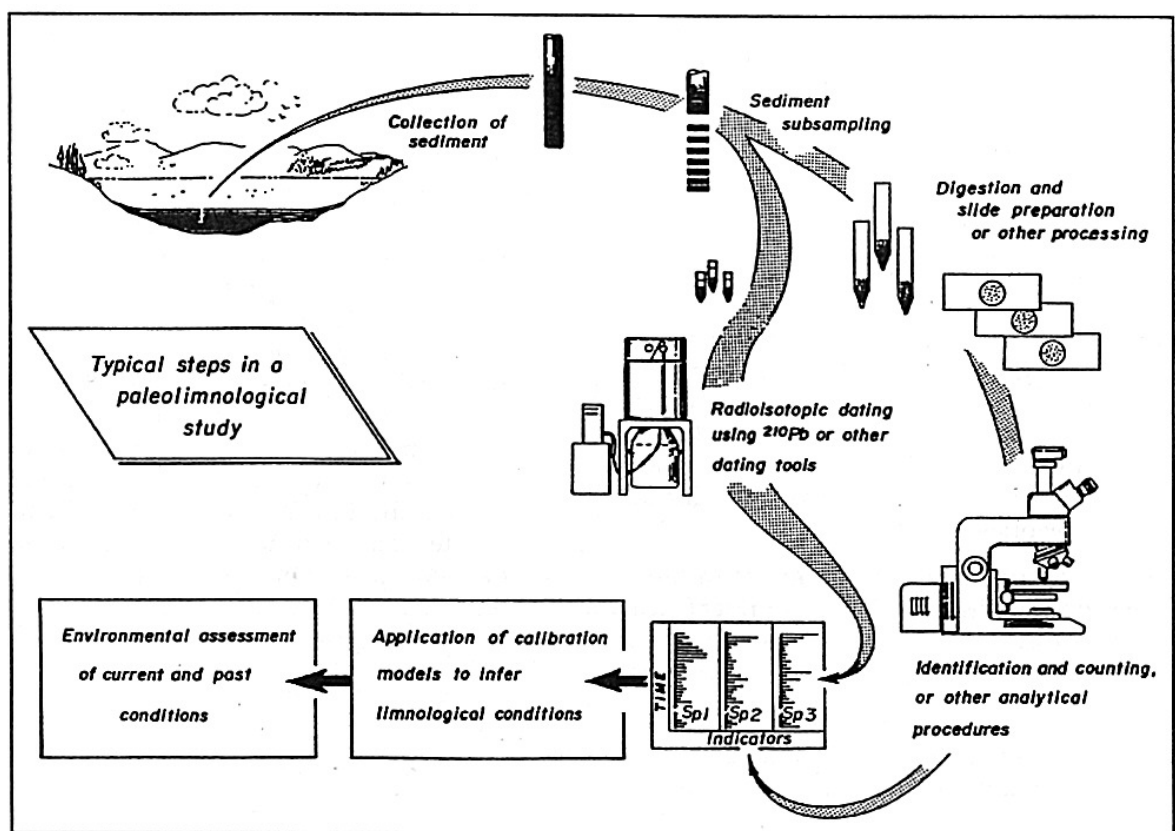 Collection of
sediment
Sediment
subsampling
Digestion and
slide preparation
or other processing
Typical steps in a
paleolimnological
study
Radioisotopic dating
using 210Pb or other
dating tools
Identification and counting,
or other analytical
procedures
TIME
Sp1 Sp2 Sp3
Indicators
Application of calibration
models to infer
limnological conditions
Environmental assessment
of current and past
conditions